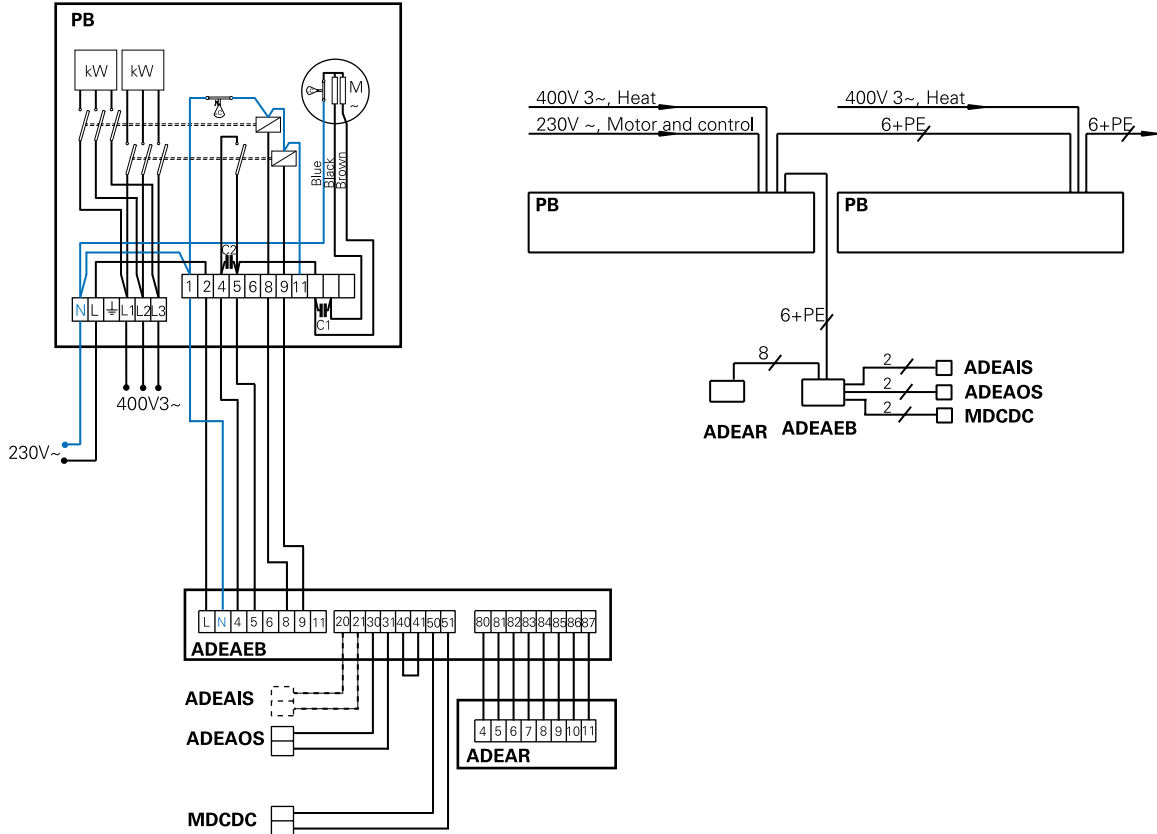 PB
kW kW
M
~
Blue
Black
Brown
C2
1 2 4 5 6 8 9 11
N L L1 L2 L3
C1
400V3~
230V~
400V 3~, Heat
230V ~, Motor and control
400V 3~, Heat
6+PE
6+PE
PB
PB
6+PE
8
2
2
2
ADEAIS
ADEAOS
MDCDC
ADEAR
ADEAEB
L N 4 5 6 8 9 11
20 21 30 31 40 41 50 51
80 81 82 83 84 85 86 87
ADEAEB
ADEAIS
ADEAOS
4 5 6 7 8 9 10 11
ADEAR
MDCDC